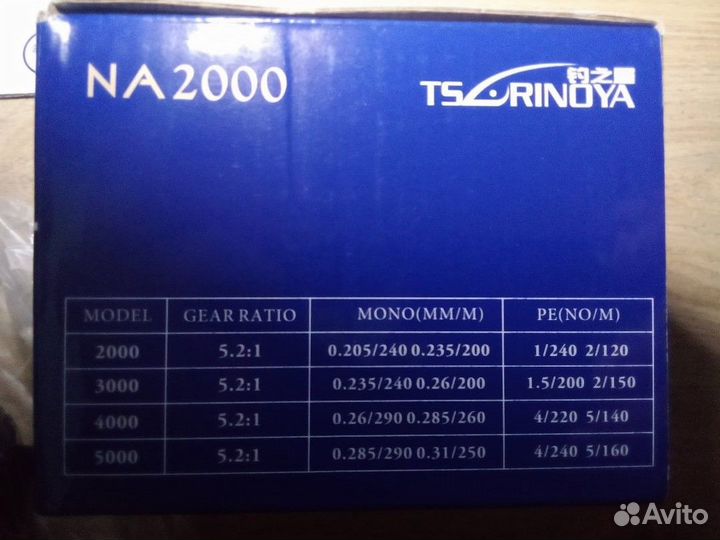 NA2000
钓之屋
TSURINOYA
MODEL GEAR RATIO MONO(MM/M) PE(NO/M)
2000 5.2:1 0.205/240 0.235/200 1/240 2/120
3000 5.2:1 0.235/240 0.26/200 1.5/200 2/150
4000 5.2:1 0.26/290 0.285/260 4/220 5/140
5000 5.2:1 0.285/290 0.31/250 4/240 5/160
Avito